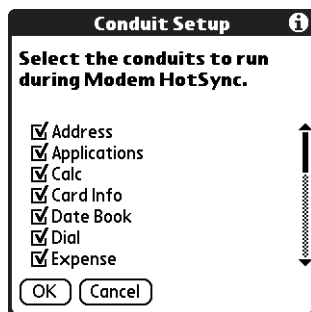 Conduit Setup
Select the conduits to run
during Modem HotSync.
Address
Applications
Calc
Card Info
Date Book
Dial
Expense
OK Cancel